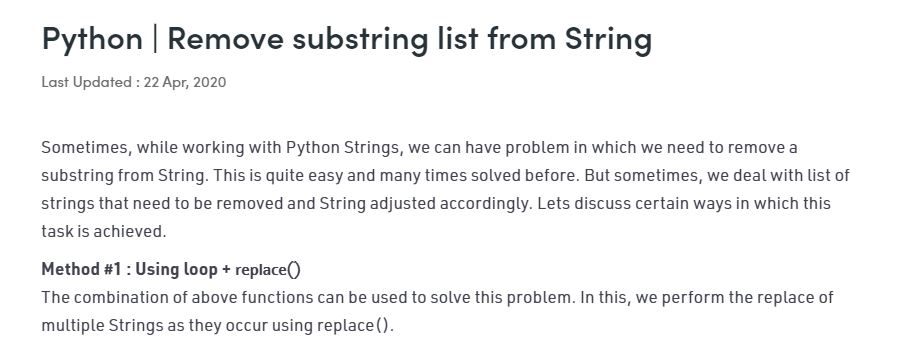 Python | Remove substring list from String
Last Updated : 22 Apr, 2020
Sometimes, while working with Python Strings, we can have problem in which we need to remove a
substring from String. This is quite easy and many times solved before. But sometimes, we deal with list of
strings that need to be removed and String adjusted accordingly. Lets discuss certain ways in which this
task is achieved.
Method #1 : Using loop + replace()
The combination of above functions can be used to solve this problem. In this, we perform the replace of
multiple Strings as they occur using replace().